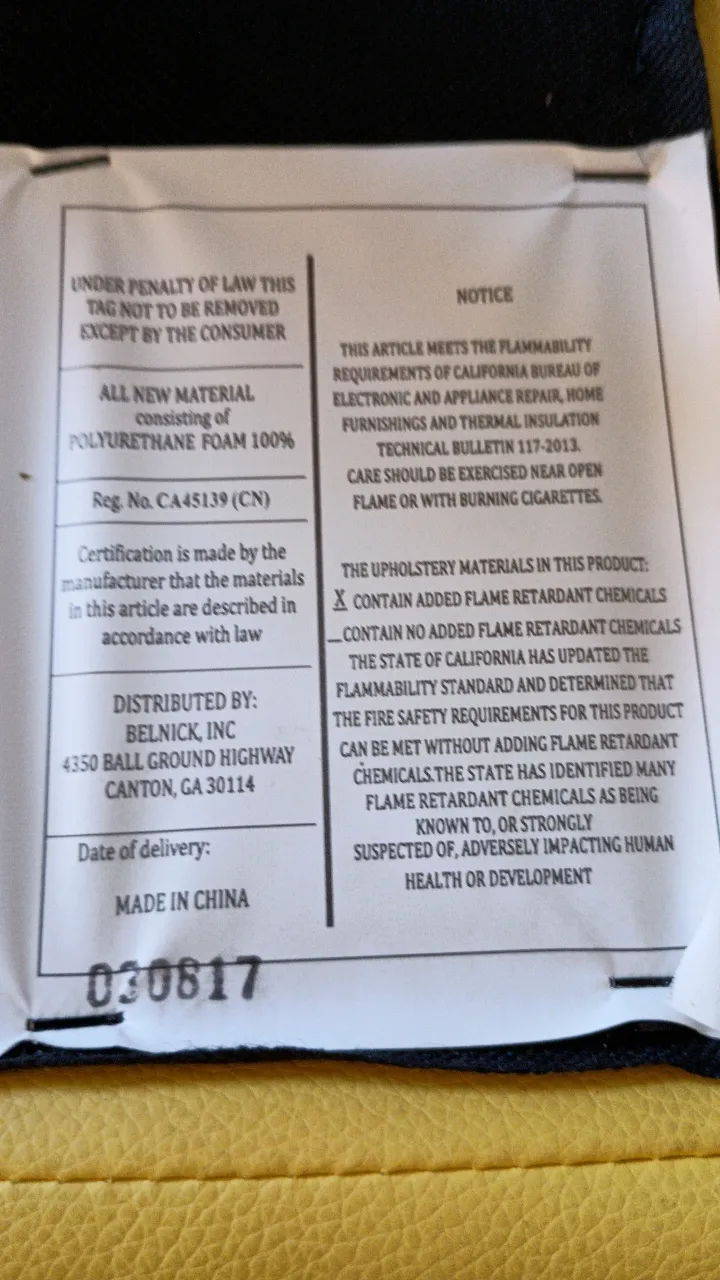 UNDER PENALTY OF LAW THIS
TAG NOT TO BE REMOVED
EXCEPT BY THE CONSUMER
ALL NEW MATERIAL
consisting of
POLYURETHANE FOAM 100%
Reg. No. CA45139 (CN)
Certification is made by the
manufacturer that the materials
in this article are described in
accordance with law
DISTRIBUTED BY:
BELNICK, INC
4350 BALL GROUND HIGHWAY
CANTON, GA 30114
Date of delivery:
MADE IN CHINA
030617
NOTICE
THIS ARTICLE MEETS THE FLAMMABILITY
REQUIREMENTS OF CALIFORNIA BUREAU OF
ELECTRONIC AND APPLIANCE REPAIR, HOME
FURNISHINGS AND THERMAL INSULATION
TECHNICAL BULLETIN 117-2013.
CARE SHOULD BE EXERCISED NEAR OPEN
FLAME OR WITH BURNING CIGARETTES.
THE UPHOLSTERY MATERIALS IN THIS PRODUCT:
X CONTAIN ADDED FLAME RETARDANT CHEMICALS
_CONTAIN NO ADDED FLAME RETARDANT CHEMICALS
THE STATE OF CALIFORNIA HAS UPDATED THE
FLAMMABILITY STANDARD AND DETERMINED THAT
THE FIRE SAFETY REQUIREMENTS FOR THIS PRODUCT
CAN BE MET WITHOUT ADDING FLAME RETARDANT
CHEMICALS.THE STATE HAS IDENTIFIED MANY
FLAME RETARDANT CHEMICALS AS BEING
KNOWN TO, OR STRONGLY
SUSPECTED OF, ADVERSELY IMPACTING HUMAN
HEALTH OR DEVELOPMENT